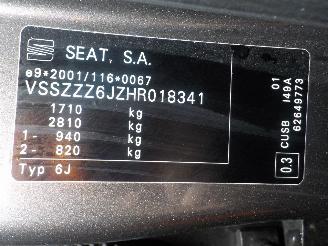 SEAT, S.A.
e9*2001/116*0067
VSSZZZ6JZHR018341
1710 kg
2810 kg
1- 940 kg
2- 820 kg
Typ 6J
01
CUSB I49A 62649773
0.3